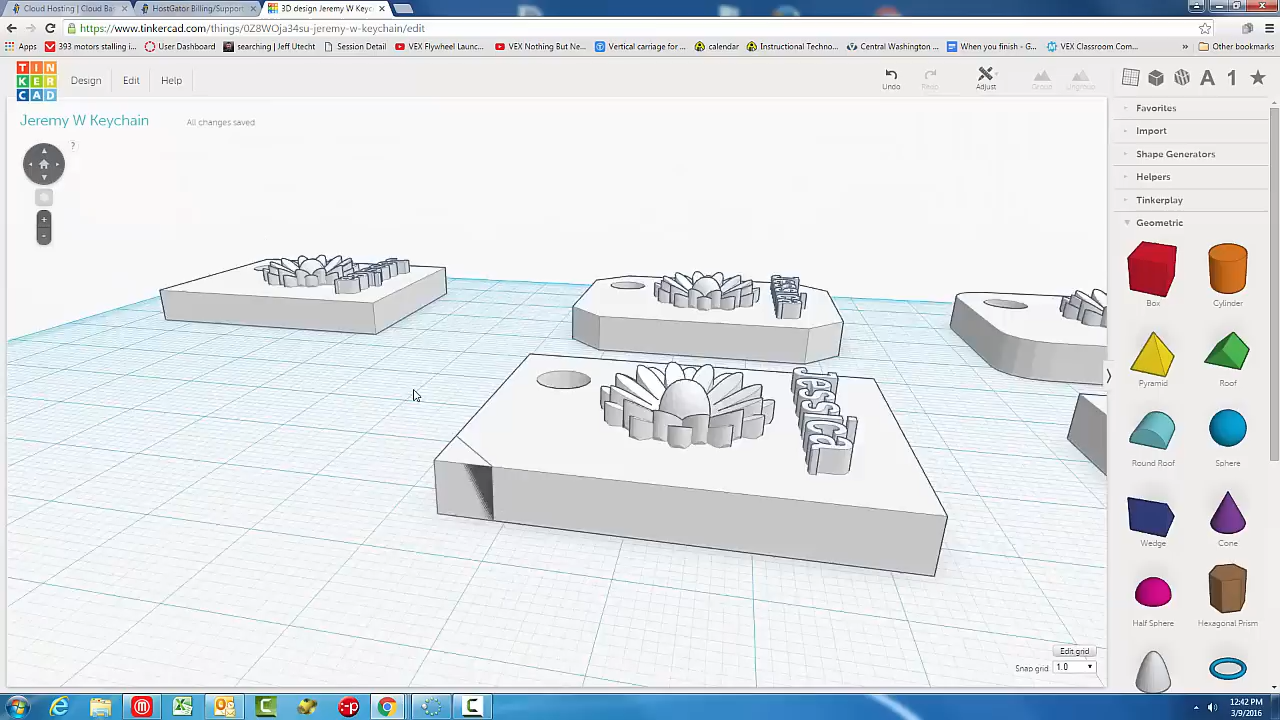 Cloud Hosting | Cloud Ba
HostGator Billing/Support
3D design Jeremy W Keyc
https://www.tinkercad.com/things/0Z8WOja34su-jeremy-w-keychain/edit
Apps
393 motors stalling i...
User Dashboard
searching | Jeff Utecht
Session Detail
VEX Flywheel Launc...
VEX Nothing But Ne...
Vertical carriage for ...
calendar
Instructional Techno...
Central Washington ...
When you finish - G...
VEX Classroom Com...
»
Other bookmarks
TIN
KER
CAD
Design
Edit
Help
Undo
Redo
Adjust
Group
Ungroup
Jeremy W Keychain
All changes saved
?
+
-
Favorites
Import
Shape Generators
Helpers
Tinkerplay
Geometric
Box
Cylinder
Pyramid
Roof
Round Roof
Sphere
Wedge
Cone
Half Sphere
Hexagonal Prism
Jessica
Edit grid
Snap grid
1.0
12:42 PM
3/9/2016